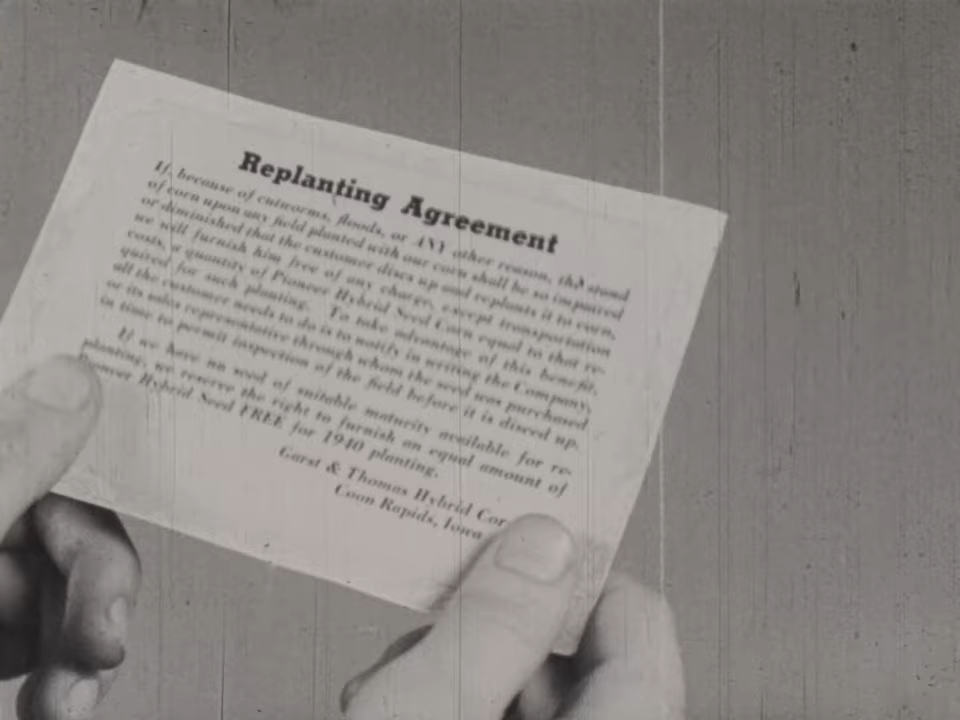 Replanting Agreement
If, because of cutworms, floods, or ANY other reason, the stand
of corn upon any field planted with our corn shall be so impaired
or diminished that the customer discs up and replants it to corn,
we will furnish him free of any charge, except transportation
costs, a quantity of Pioneer Hybrid Seed Corn equal to that re-
quired for such planting. To take advantage of this benefit,
all the customer needs to do is to notify in writing the Company,
or its sales representative through whom the seed was purchased
in time to permit inspection of the field before it is disced up.
If we have no seed of suitable maturity available for re-
planting, we reserve the right to furnish an equal amount of
Pioneer Hybrid Seed FREE for 1940 planting.
Garst & Thomas Hybrid Cor
Coon Rapids, Iowa